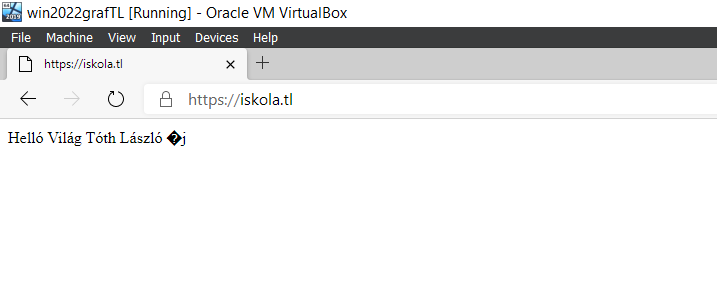 win2022grafTL [Running] - Oracle VM VirtualBox
File Machine View Input Devices Help
https://iskola.tl
https://iskola.tl
Helló Világ Tóth László �j